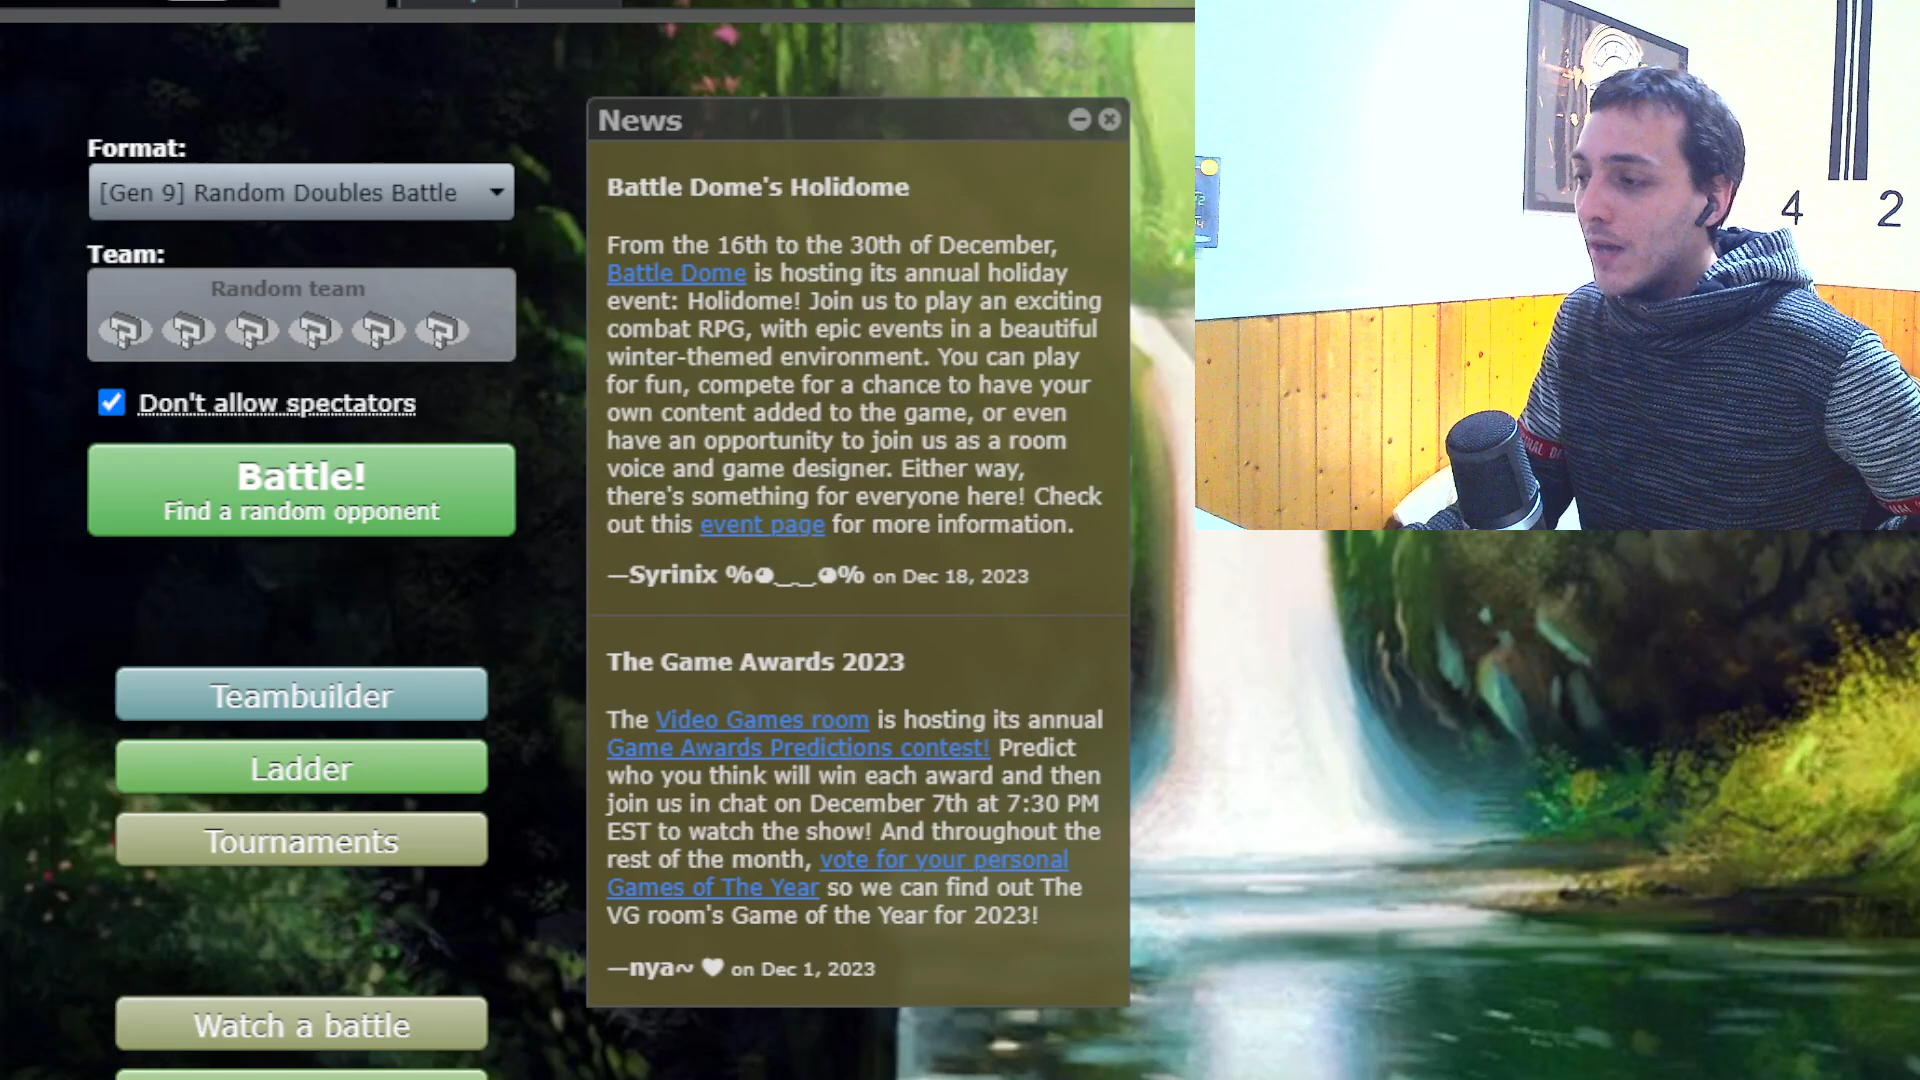 Format:
[Gen 9] Random Doubles Battle
Team:
Random team
Don't allow spectators
Battle!
Find a random opponent
Teambuilder
Ladder
Tournaments
Watch a battle
News
Battle Dome's Holidome
From the 16th to the 30th of December,
Battle Dome is hosting its annual holiday
event: Holidome! Join us to play an exciting
combat RPG, with epic events in a beautiful
winter-themed environment. You can play
for fun, compete for a chance to have your
own content added to the game, or even
have an opportunity to join us as a room
voice and game designer. Either way,
there's something for everyone here! Check
out this event page for more information.
—Syrinix %◕‿‿◕% on Dec 18, 2023
The Game Awards 2023
The Video Games room is hosting its annual
Game Awards Predictions contest! Predict
who you think will win each award and then
join us in chat on December 7th at 7:30 PM
EST to watch the show! And throughout the
rest of the month, vote for your personal
Games of The Year so we can find out The
VG room's Game of the Year for 2023!
—nya~ ♥ on Dec 1, 2023
4 2